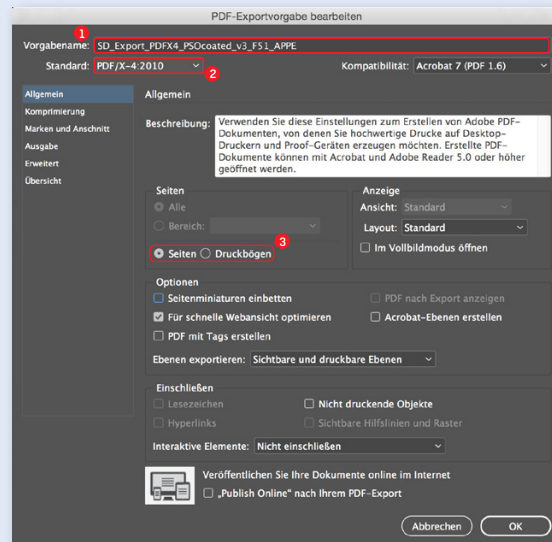 PDF-Exportvorgabe bearbeiten
1
Vorgabename: SD_Export_PDFX4_PSOcoated_v3_F51_APPE
Standard: PDF/X-4:2010 2 Kompatibilität: Acrobat 7 (PDF 1.6)
Allgemein
Komprimierung
Marken und Anschnitt
Ausgabe
Erweitert
Übersicht
Allgemein
Beschreibung: Verwenden Sie diese Einstellungen zum Erstellen von Adobe PDF-
Dokumenten, von denen Sie hochwertige Drucke auf Desktop-
Druckern und Proof-Geräten erzeugen möchten. Erstellte PDF-
Dokumente können mit Acrobat und Adobe Reader 5.0 oder höher
geöffnet werden.
Seiten
Alle
Bereich:
3
Seiten Druckbögen
Anzeige
Ansicht: Standard
Layout: Standard
Im Vollbildmodus öffnen
Optionen
Seitenminiaturen einbetten PDF nach Export anzeigen
Für schnelle Webansicht optimieren Acrobat-Ebenen erstellen
PDF mit Tags erstellen
Ebenen exportieren: Sichtbare und druckbare Ebenen
Einschließen
Lesezeichen Nicht druckende Objekte
Hyperlinks Sichtbare Hilfslinien und Raster
Interaktive Elemente: Nicht einschließen
Veröffentlichen Sie Ihre Dokumente online im Internet
„Publish Online" nach Ihrem PDF-Export
Abbrechen OK